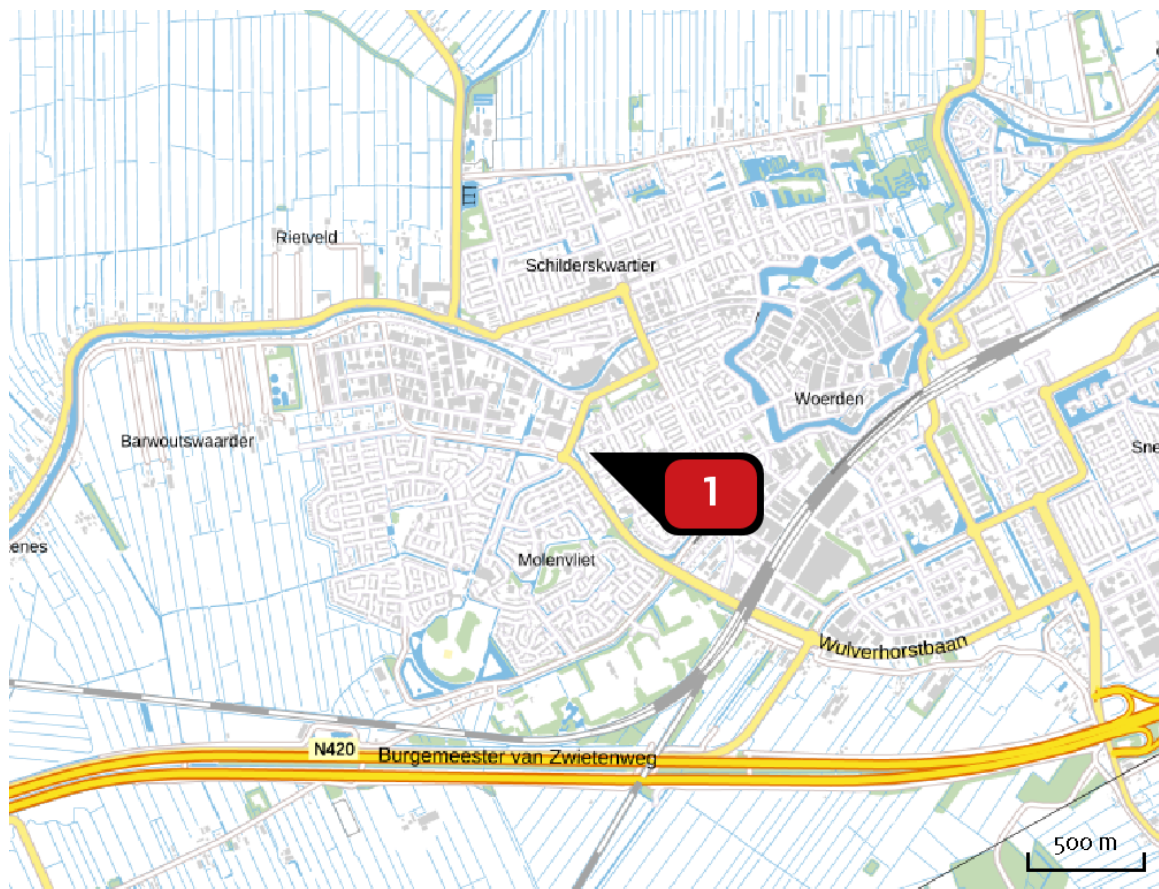 Rietveld
Schilderskwartier
Woerden
Barwoutswaarder
Sne
1
enes
Molenvliet
Wulverhorstbaan
N420
Burgemeester van Zwietenweg
500 m